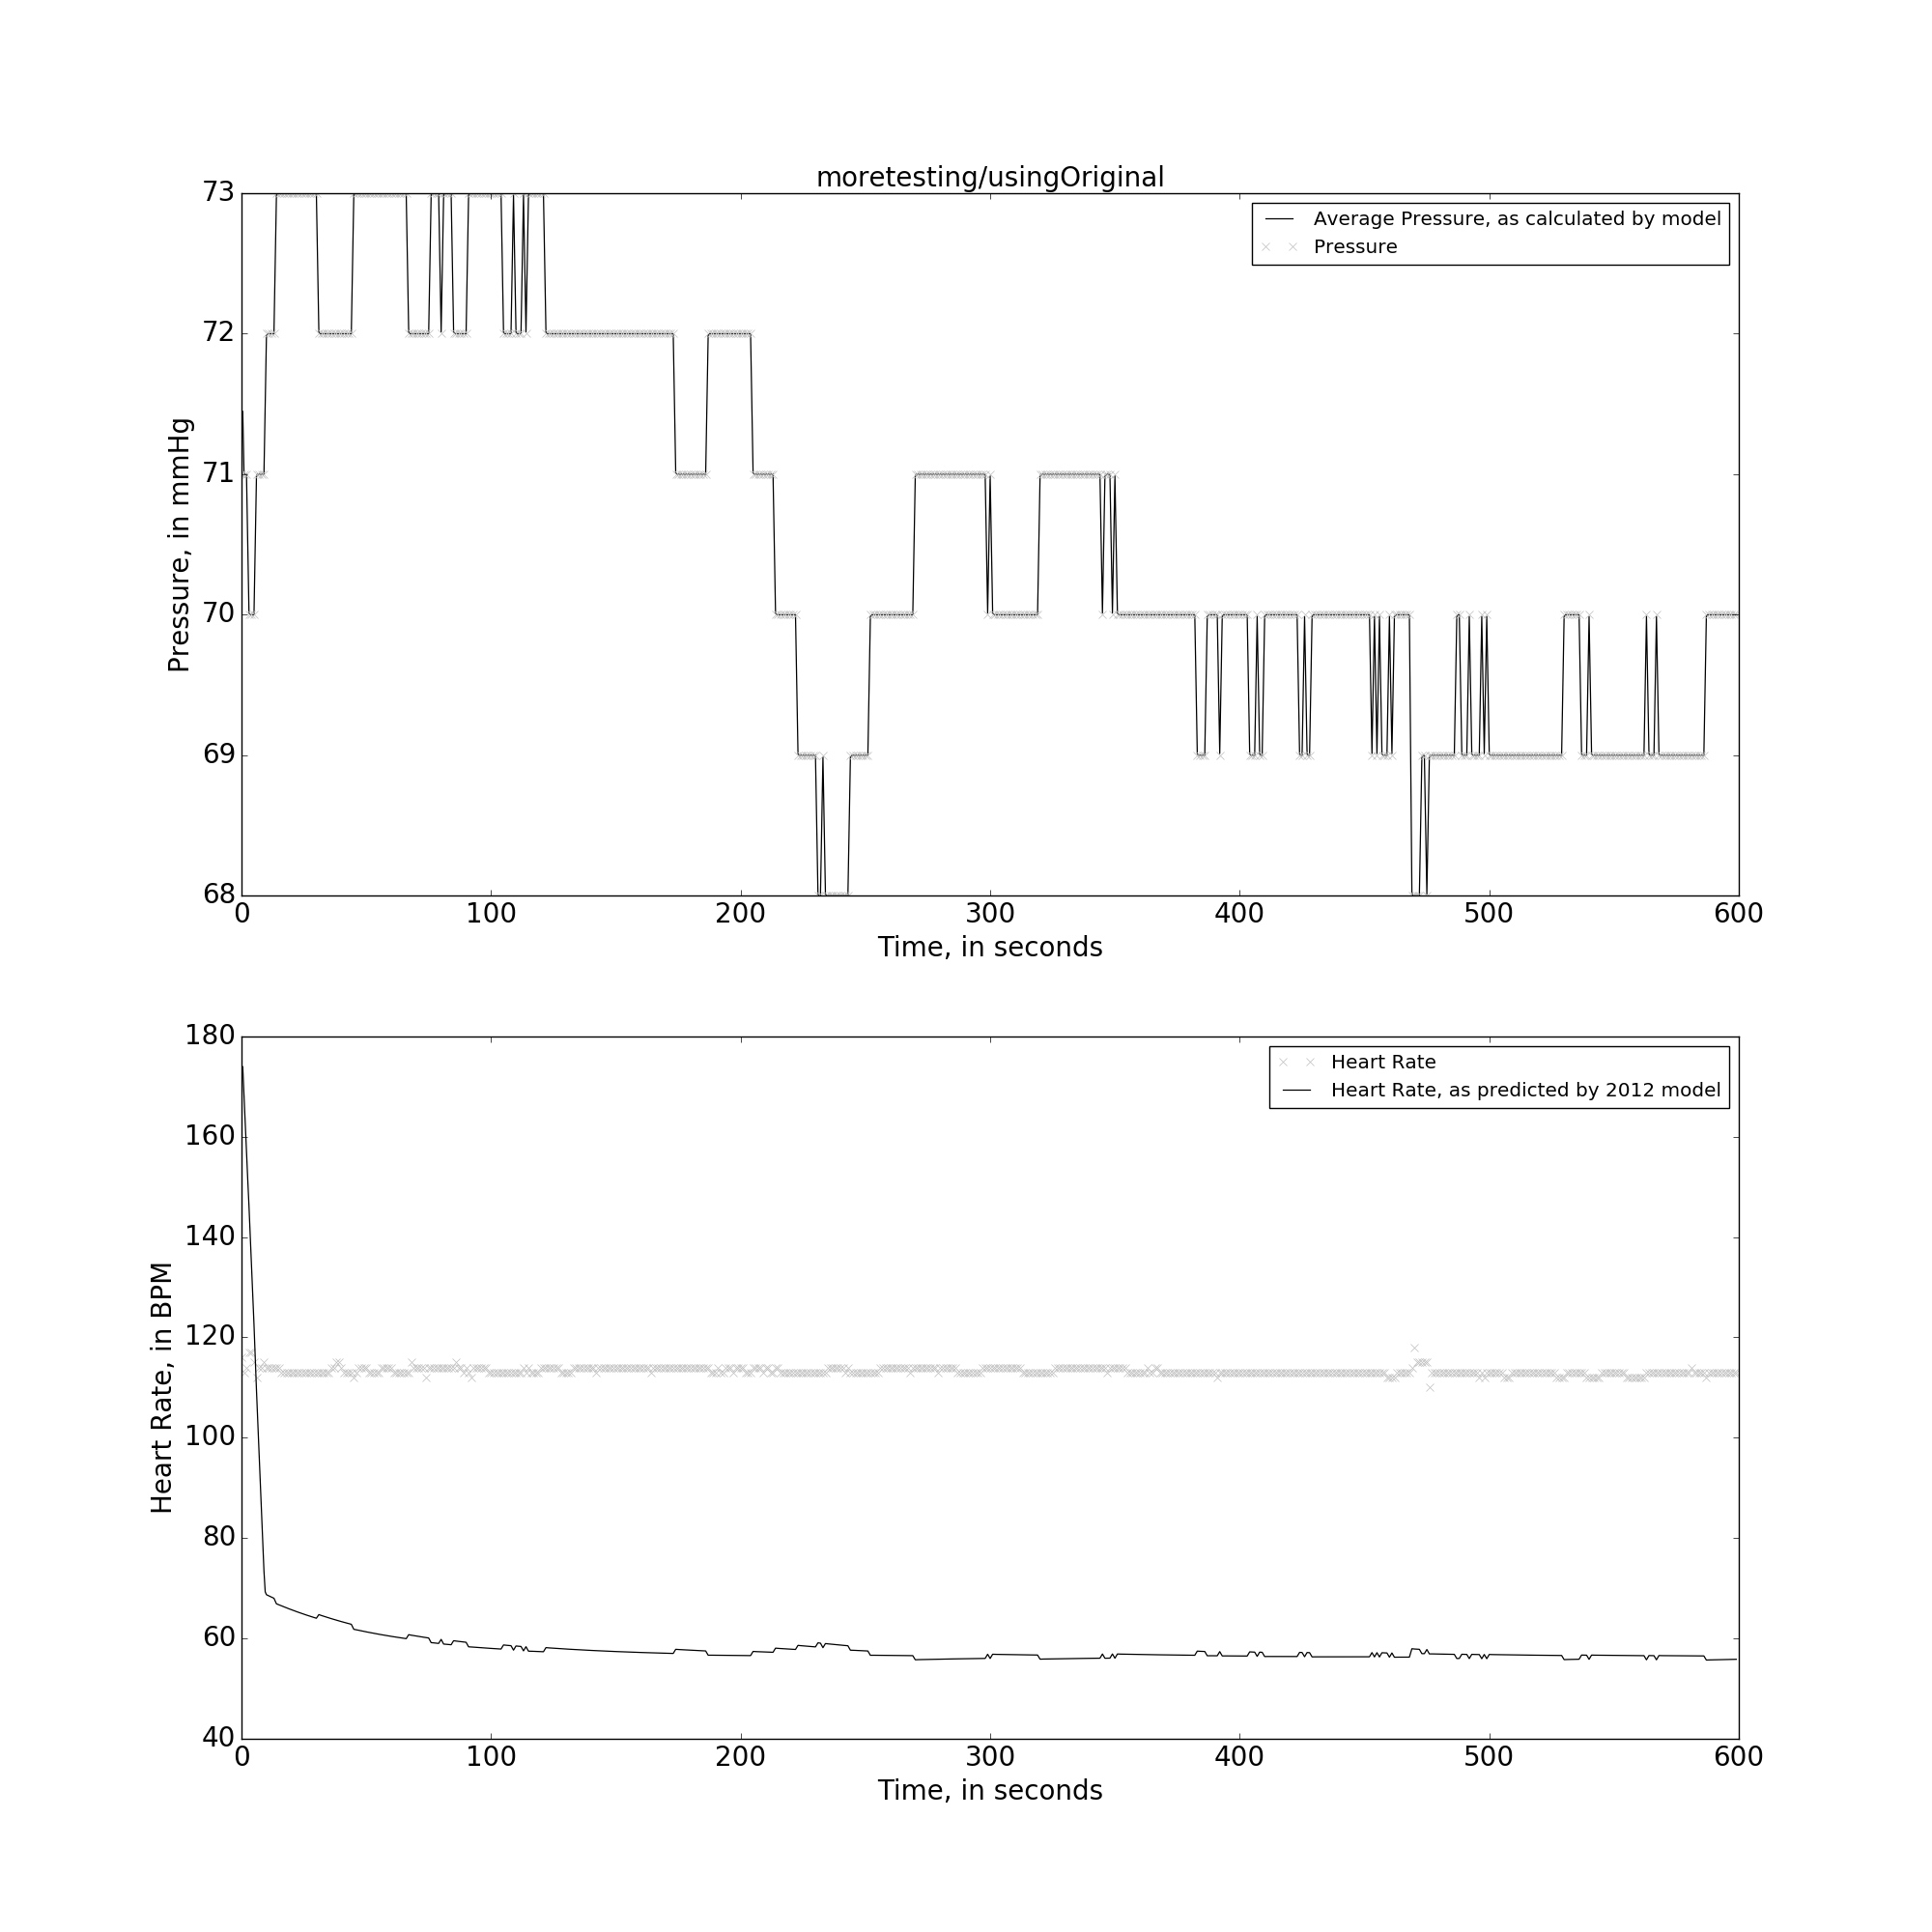 moretesting/usingOriginal
73
72
71
70
69
68
Pressure, in mmHg
Average Pressure, as calculated by model
Pressure
0 100 200 300 400 500 600
Time, in seconds
180
160
140
120
100
80
60
40
Heart Rate, in BPM
Heart Rate
Heart Rate, as predicted by 2012 model
0 100 200 300 400 500 600
Time, in seconds